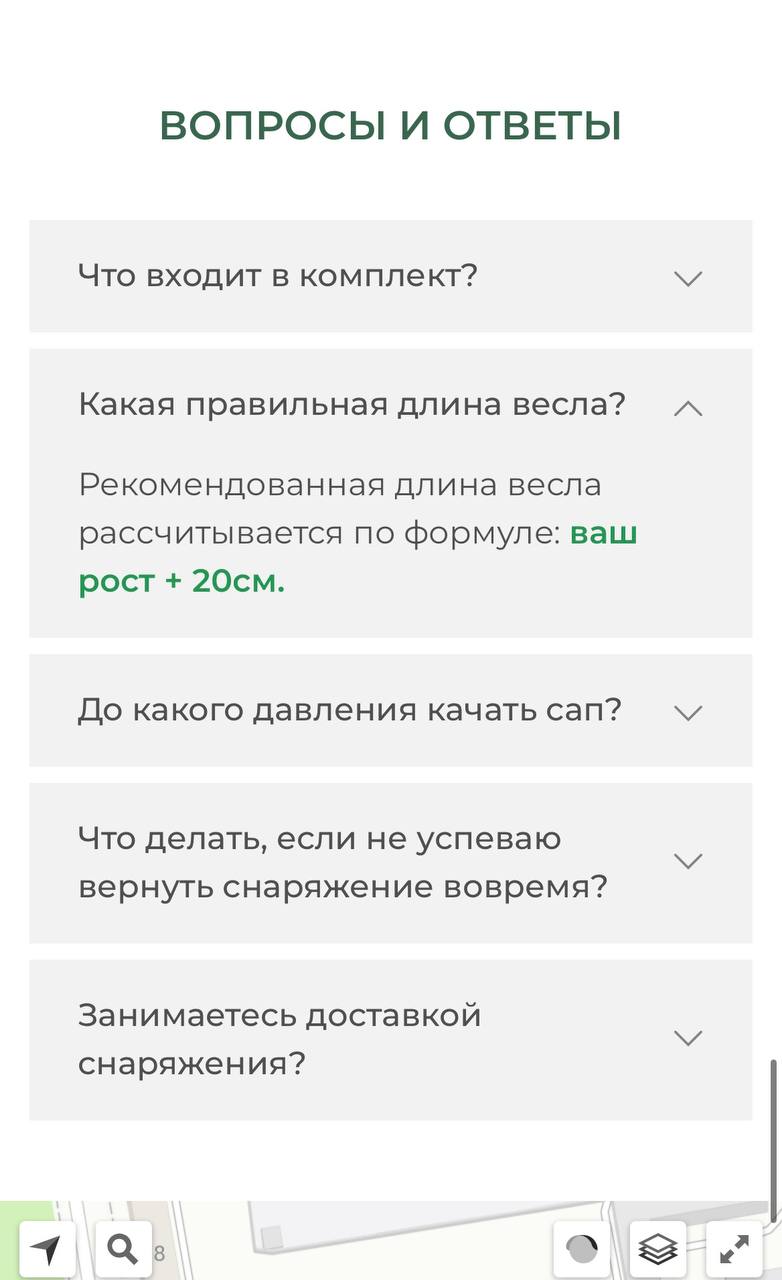 ВОПРОСЫ И ОТВЕТЫ
Что входит в комплект?
Какая правильная длина весла?
Рекомендованная длина весла
рассчитывается по формуле: ваш
рост + 20см.
До какого давления качать сап?
Что делать, если не успеваю
вернуть снаряжение вовремя?
Занимаетесь доставкой
снаряжения?
8